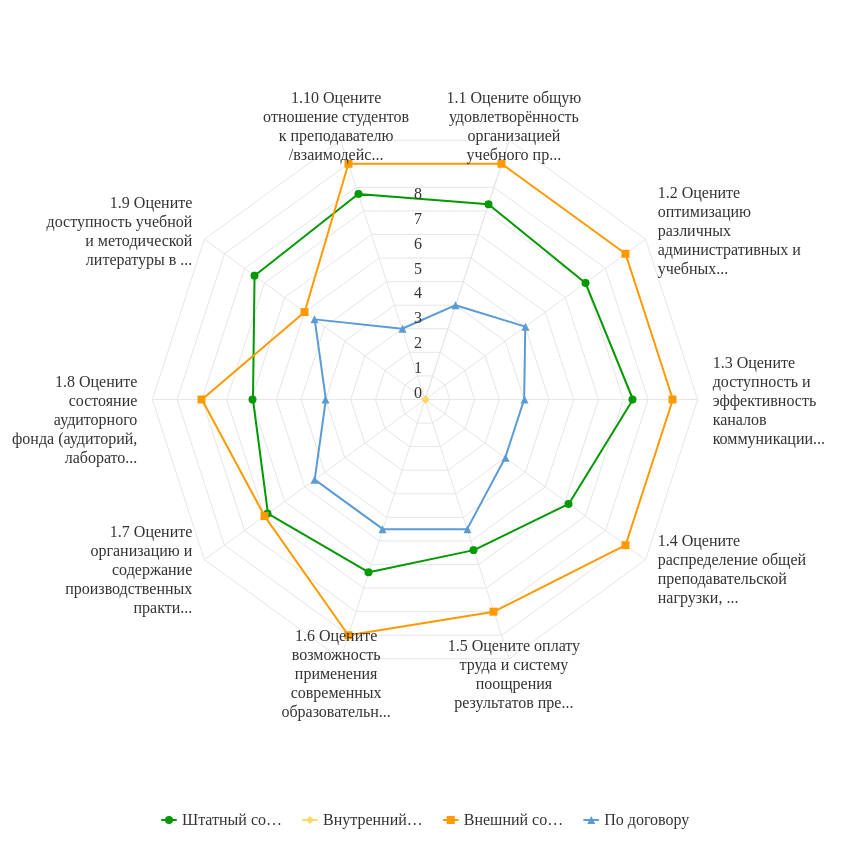 1.10 Оцените
отношение студентов
к преподавателю
/взаимодейс...
1.1 Оцените общую
удовлетворённость
организацией
учебного пр...
1.2 Оцените
оптимизацию
различных
административных и
учебных...
1.9 Оцените
доступность учебной
и методической
литературы в ...
8
7
6
5
4
3
2
1
0
1.3 Оцените
доступность и
эффективность
каналов
коммуникации...
1.8 Оцените
состояние
аудиторного
фонда (аудиторий,
лаборато...
1.4 Оцените
распределение общей
преподавательской
нагрузки, ...
1.7 Оцените
организацию и
содержание
производственных
практи...
1.6 Оцените
возможность
применения
современных
образовательн...
1.5 Оцените оплату
труда и систему
поощрения
результатов пре...
Штатный со… Внутренний… Внешний со… По договору